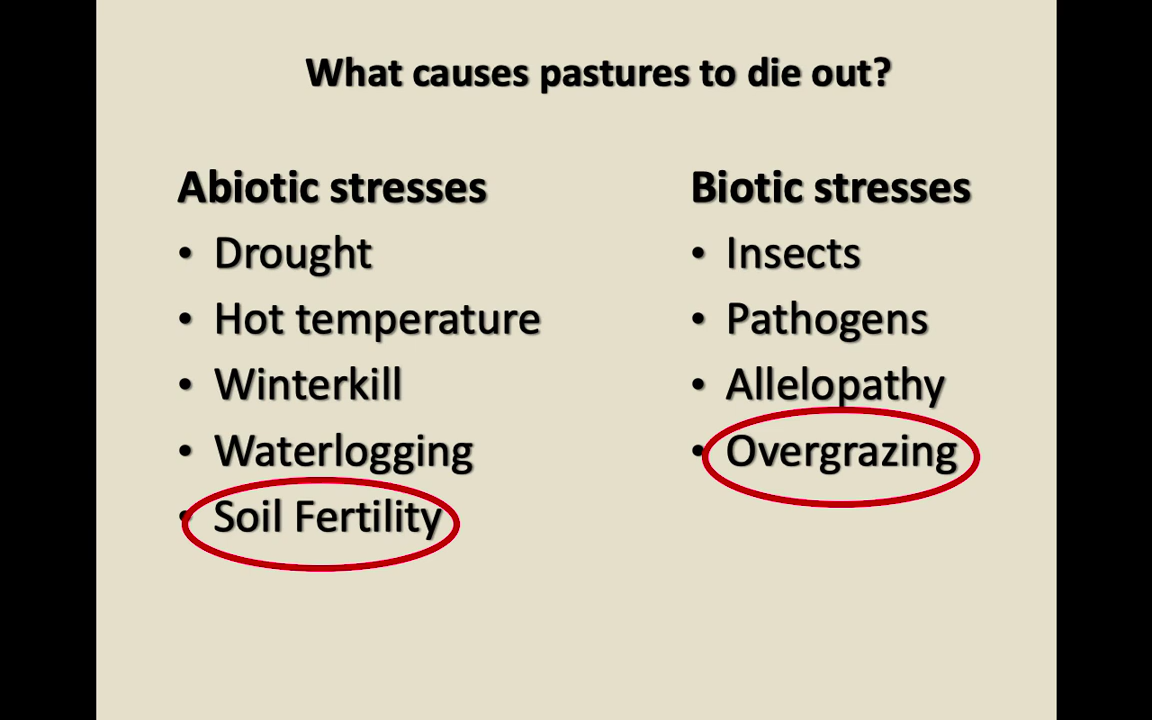 What causes pastures to die out?
Abiotic stresses
• Drought
• Hot temperature
• Winterkill
• Waterlogging
• Soil Fertility
Biotic stresses
• Insects
• Pathogens
• Allelopathy
• Overgrazing